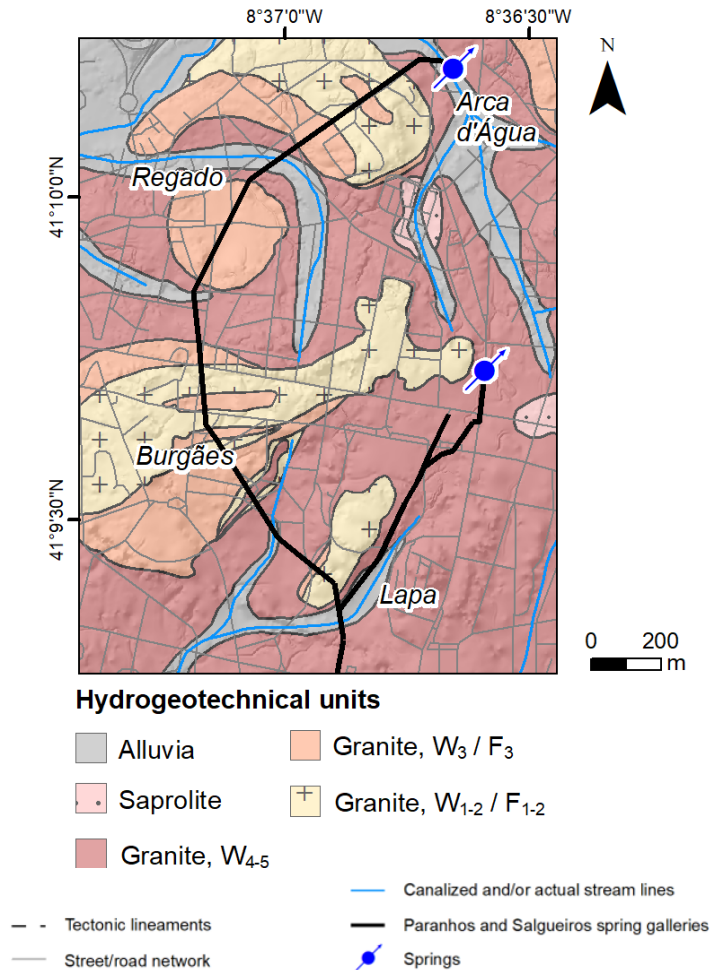 8°37'0"W
8°36'30"W
N
Arca
d'Água
Regado
41°10'0"N
Burgães
41°9'30"N
Lapa
0 200
m
Hydrogeotechnical units
Alluvia
Granite, W3 / F3
Saprolite
Granite, W1-2 / F1-2
Granite, W4-5
Canalized and/or actual stream lines
Tectonic lineaments
Paranhos and Salgueiros spring galleries
Street/road network
Springs